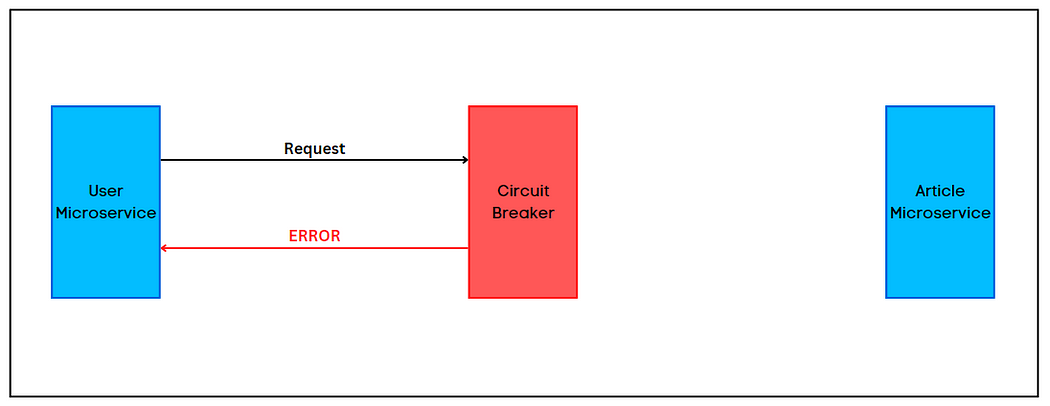 Request
User
Microservice
Circuit
Breaker
Article
Microservice
ERROR